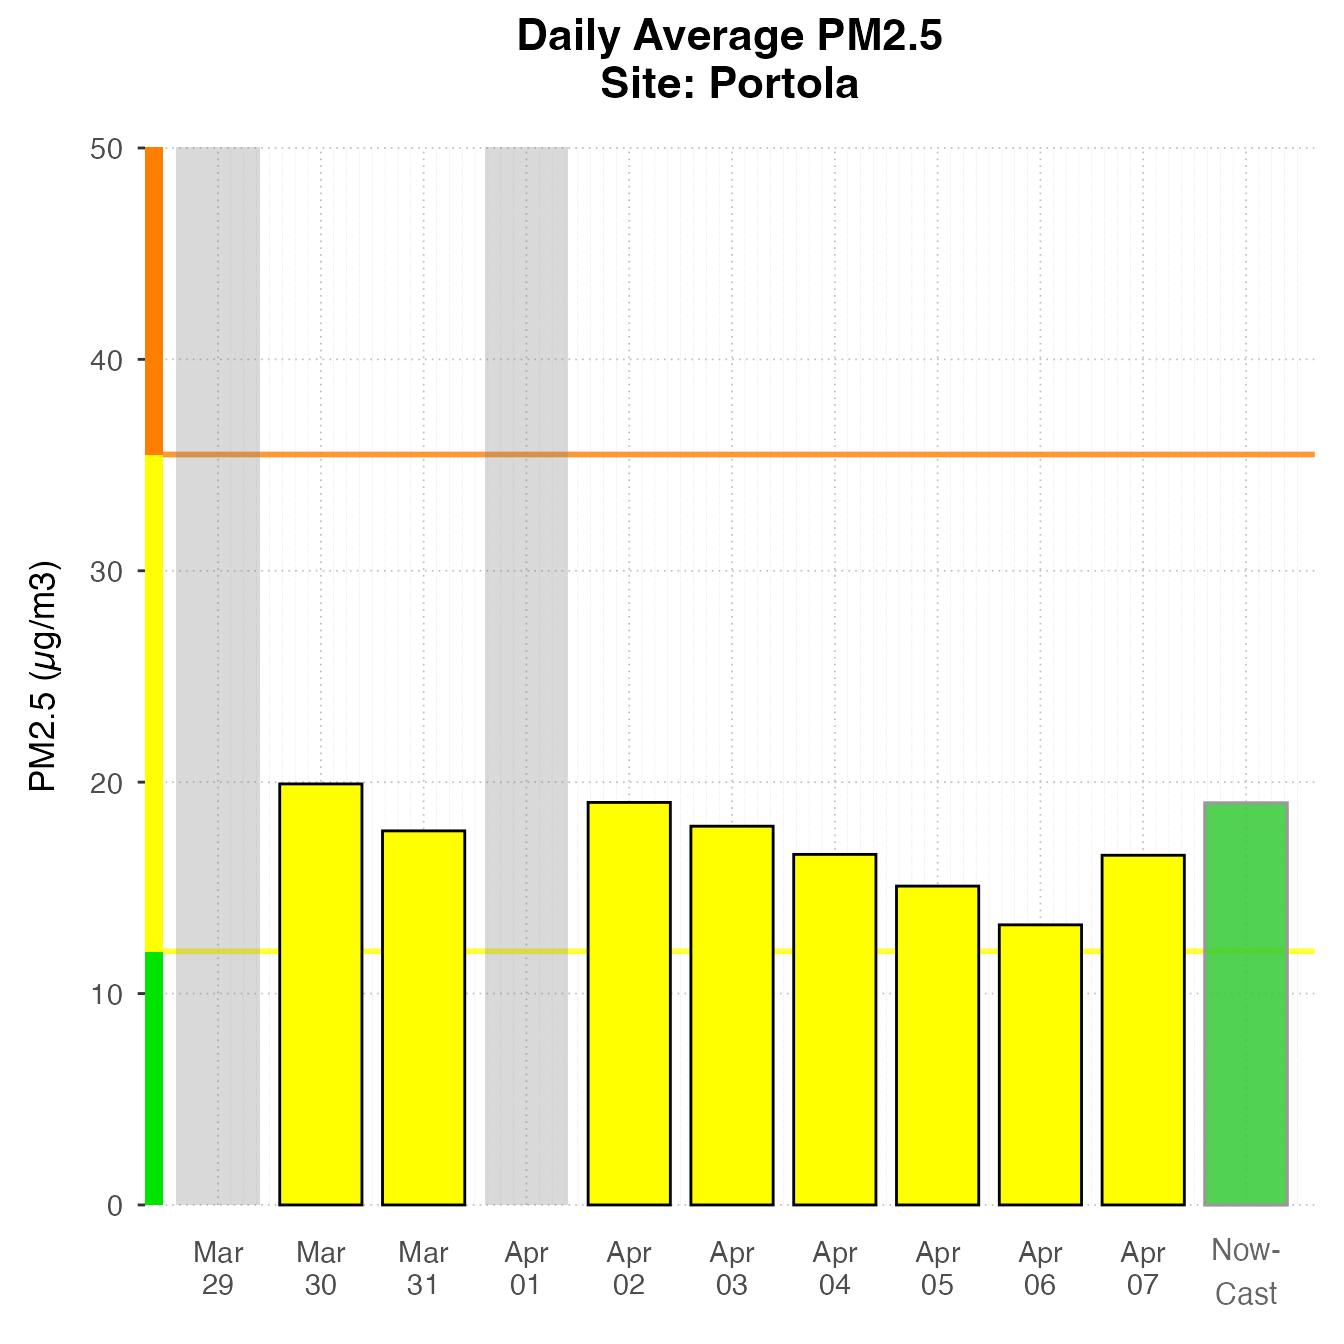 Daily Average PM2.5
Site: Portola
50
40
30
20
10
0
PM2.5 (µg/m3)
Mar Mar Mar Apr Apr Apr Apr Apr Apr Apr Now-
29 30 31 01 02 03 04 05 06 07 Cast